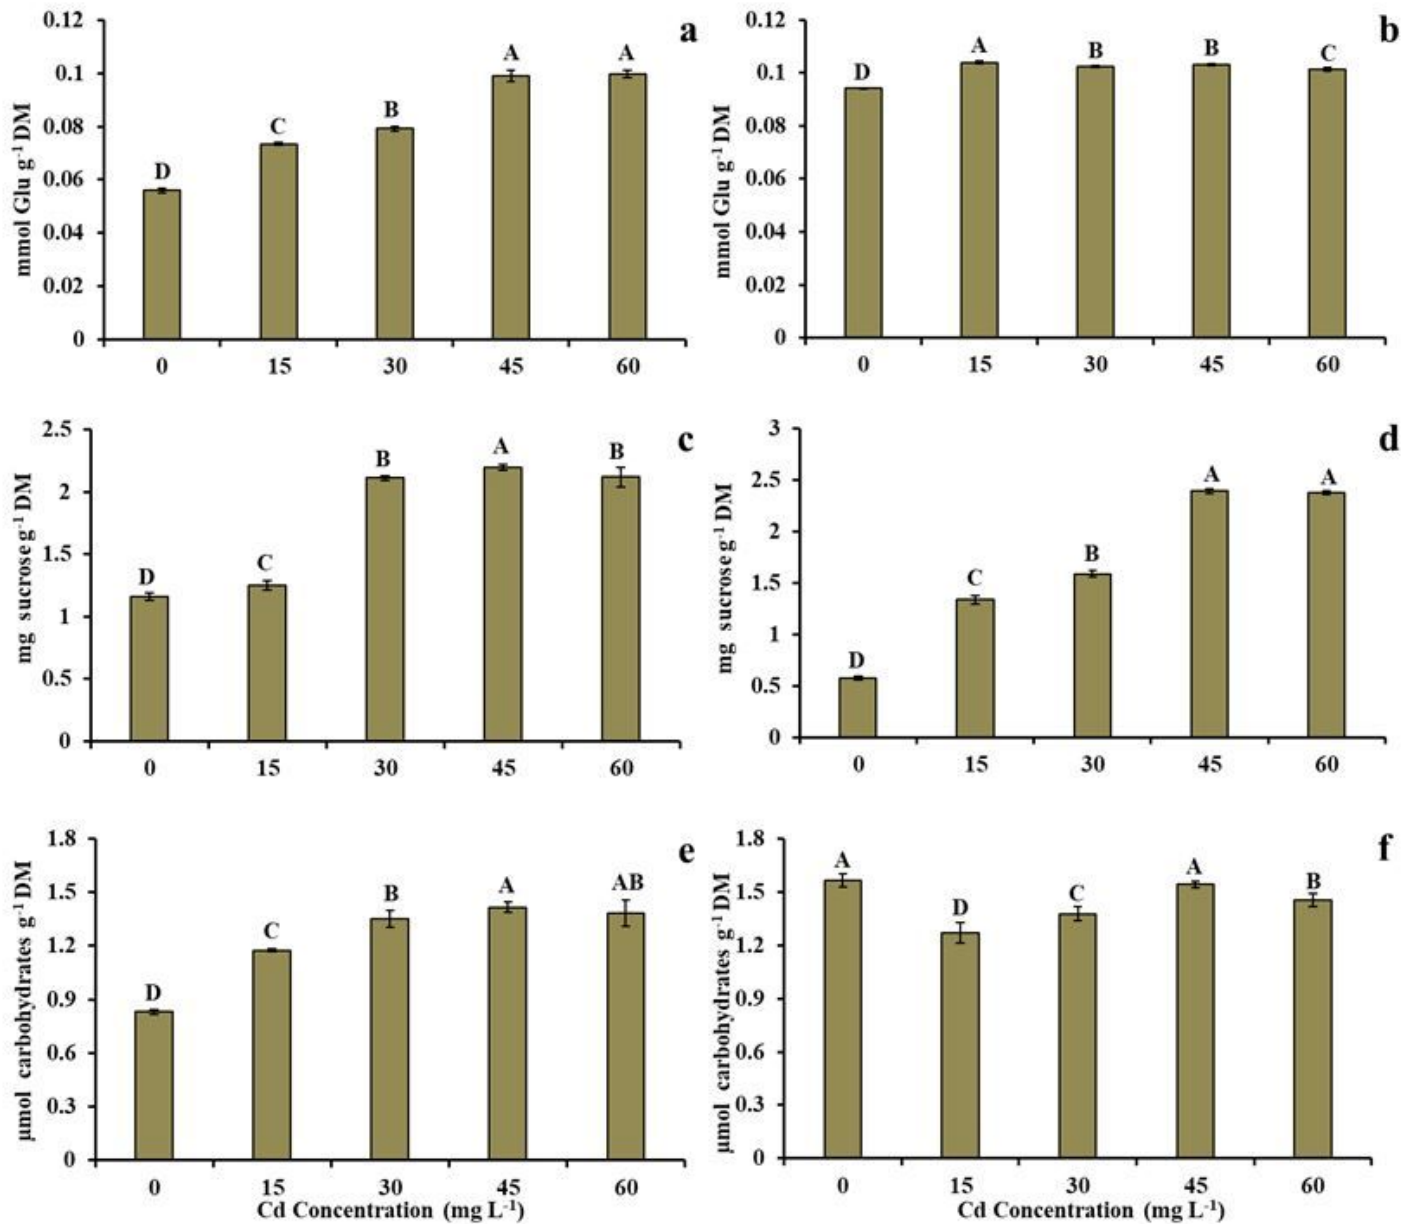 a
mmol Glu g⁻¹ DM
0.12
0.1
0.08
0.06
0.04
0.02
0
D
C
B
A
A
0 15 30 45 60
b
mmol Glu g⁻¹ DM
0.12
0.1
0.08
0.06
0.04
0.02
0
D
A
B
B
C
0 15 30 45 60
c
mg sucrose g⁻¹ DM
2.5
2
1.5
1
0.5
0
D
C
B
A
B
0 15 30 45 60
d
mg sucrose g⁻¹ DM
3
2.5
2
1.5
1
0.5
0
D
C
B
A
A
0 15 30 45 60
e
µmol carbohydrates g⁻¹ DM
1.8
1.5
1.2
0.9
0.6
0.3
0
D
C
B
A
AB
0 15 30 45 60
Cd Concentration (mg L⁻¹)
f
µmol carbohydrates g⁻¹ DM
1.8
1.5
1.2
0.9
0.6
0.3
0
A
D
C
A
B
0 15 30 45 60
Cd Concentration (mg L⁻¹)